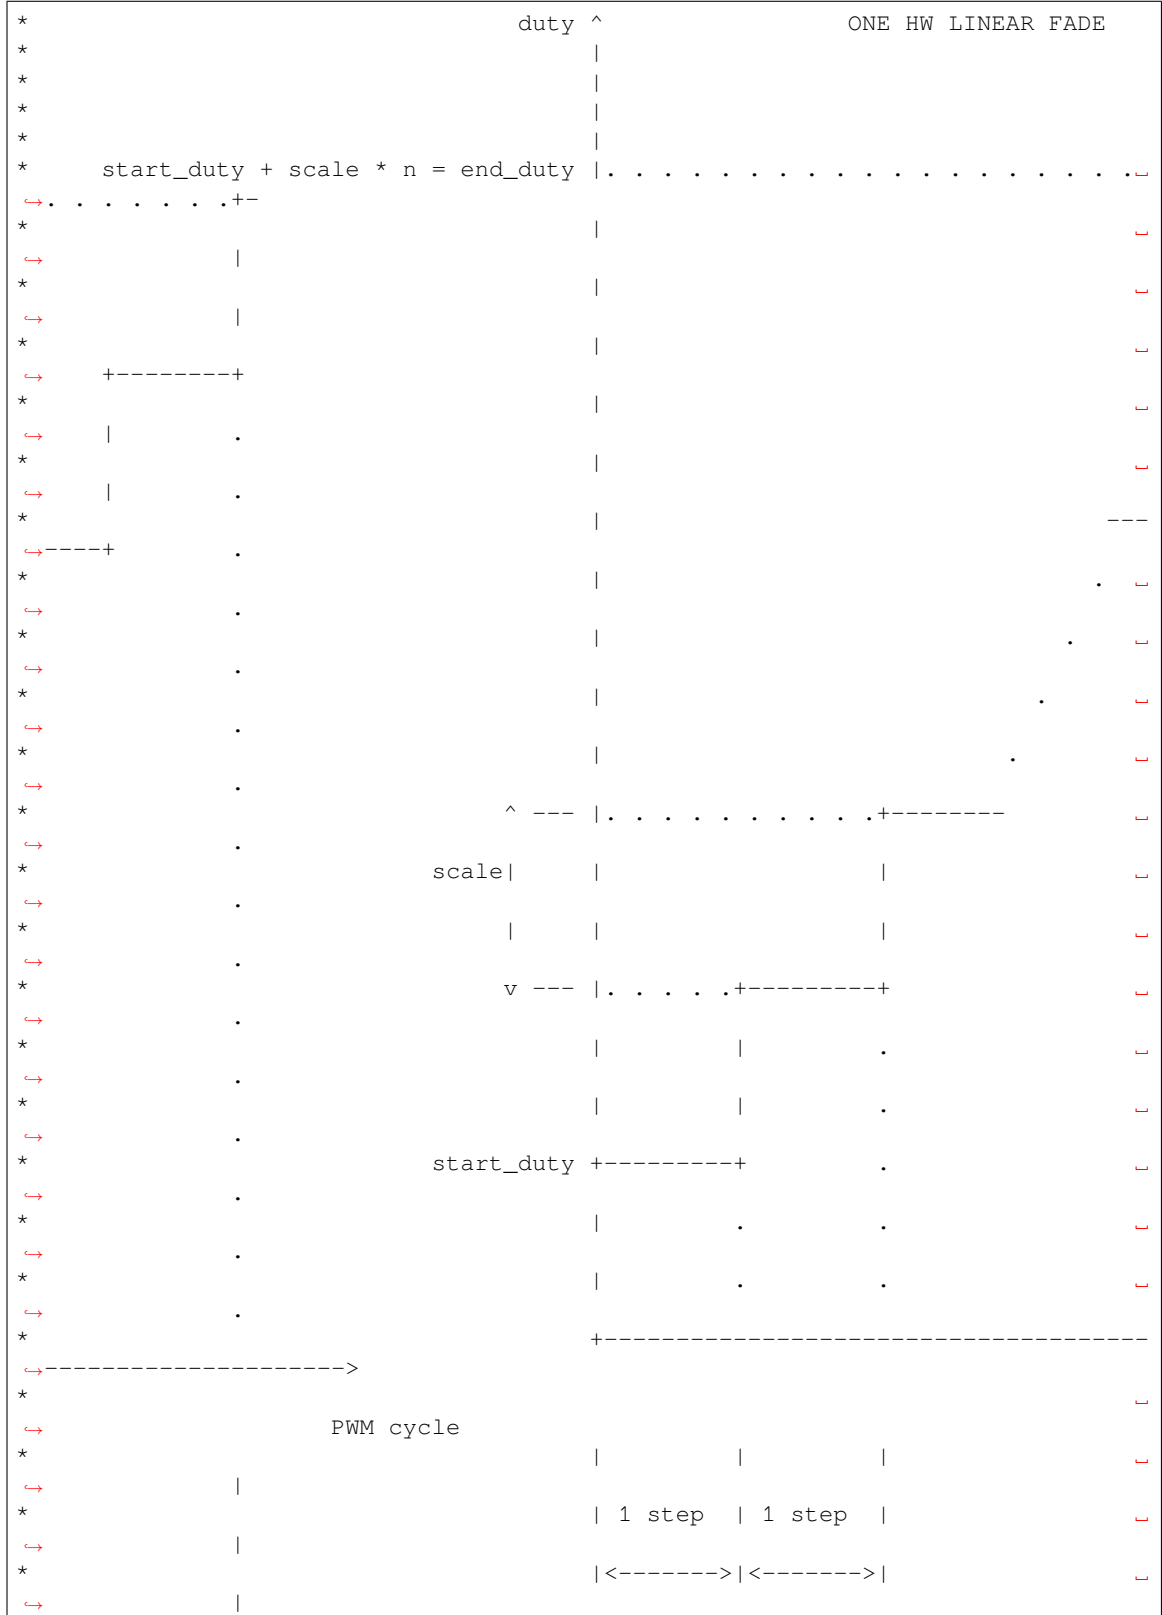 *                                  duty ^                 ONE HW LINEAR FADE
*                                       |
*                                       |
*                                       |
*                                       |
*     start_duty + scale * n = end_duty |. . . . . . . . . . . . . . . . . . .␣
↪. . . . . . .+-
*                                       |                                     ␣
↪             |
*                                       |                                     ␣
↪             |
*                                       |                                     ␣
↪    +--------+
*                                       |                                     ␣
↪    |        .
*                                       |                                     ␣
↪    |        .
*                                       |                                   ---
↪----+        .
*                                       |                                  .  ␣
↪             .
*                                       |                                .    ␣
↪             .
*                                       |                              .      ␣
↪             .
*                                       |                            .        ␣
↪             .
*                                 ^ --- |. . . . . . . . . .+--------         ␣
↪             .
*                            scale|     |                   |                 ␣
↪             .
*                                 |     |                   |                 ␣
↪             .
*                                 v --- |. . . . .+---------+                 ␣
↪             .
*                                       |         |         .                 ␣
↪             .
*                                       |         |         .                 ␣
↪             .
*                            start_duty +---------+         .                 ␣
↪             .
*                                       |         .         .                 ␣
↪             .
*                                       |         .         .                 ␣
↪             .
*                                       +--------------------------------------
↪--------------------->
*                                                                             ␣
↪                    PWM cycle
*                                       |         |         |                 ␣
↪             |
*                                       | 1 step  | 1 step  |                 ␣
↪             |
*                                       |<------->|<------->|                 ␣
↪             |